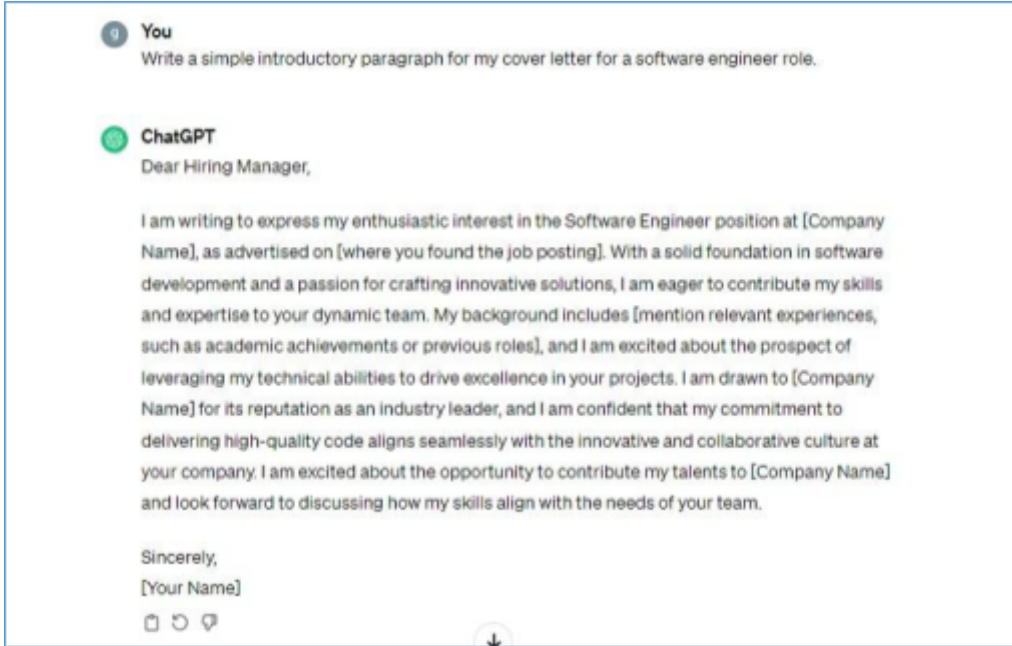 g
You
Write a simple introductory paragraph for my cover letter for a software engineer role.
ChatGPT
Dear Hiring Manager,
I am writing to express my enthusiastic interest in the Software Engineer position at [Company
Name], as advertised on [where you found the job posting]. With a solid foundation in software
development and a passion for crafting innovative solutions, I am eager to contribute my skills
and expertise to your dynamic team. My background includes [mention relevant experiences,
such as academic achievements or previous roles], and I am excited about the prospect of
leveraging my technical abilities to drive excellence in your projects. I am drawn to [Company
Name] for its reputation as an industry leader, and I am confident that my commitment to
delivering high-quality code aligns seamlessly with the innovative and collaborative culture at
your company. I am excited about the opportunity to contribute my talents to [Company Name]
and look forward to discussing how my skills align with the needs of your team.
Sincerely,
[Your Name]